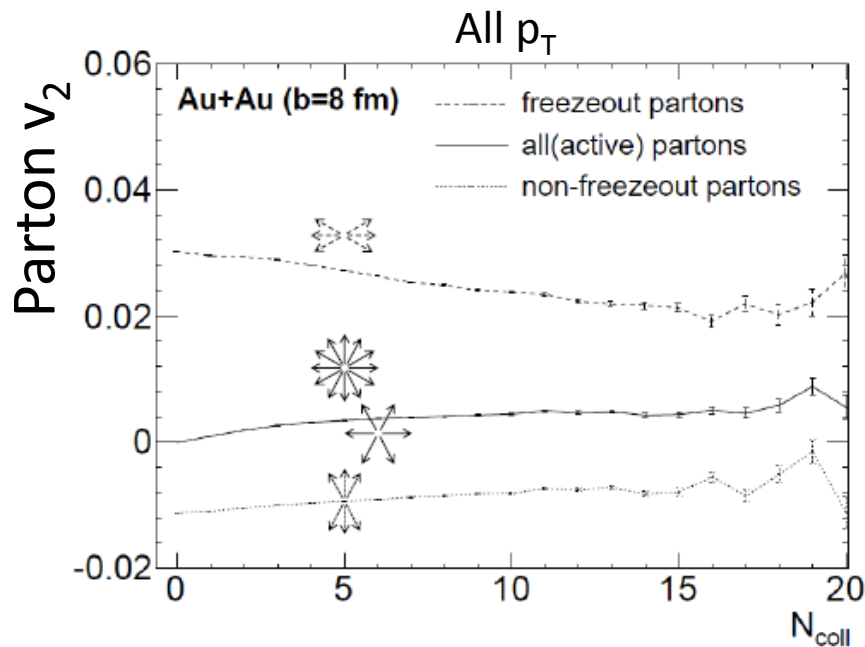 All p_T
Parton v_2
0.06
0.04
0.02
0
-0.02
Au+Au (b=8 fm)
freezeout partons
all(active) partons
non-freezeout partons
0 5 10 15 20
N_coll